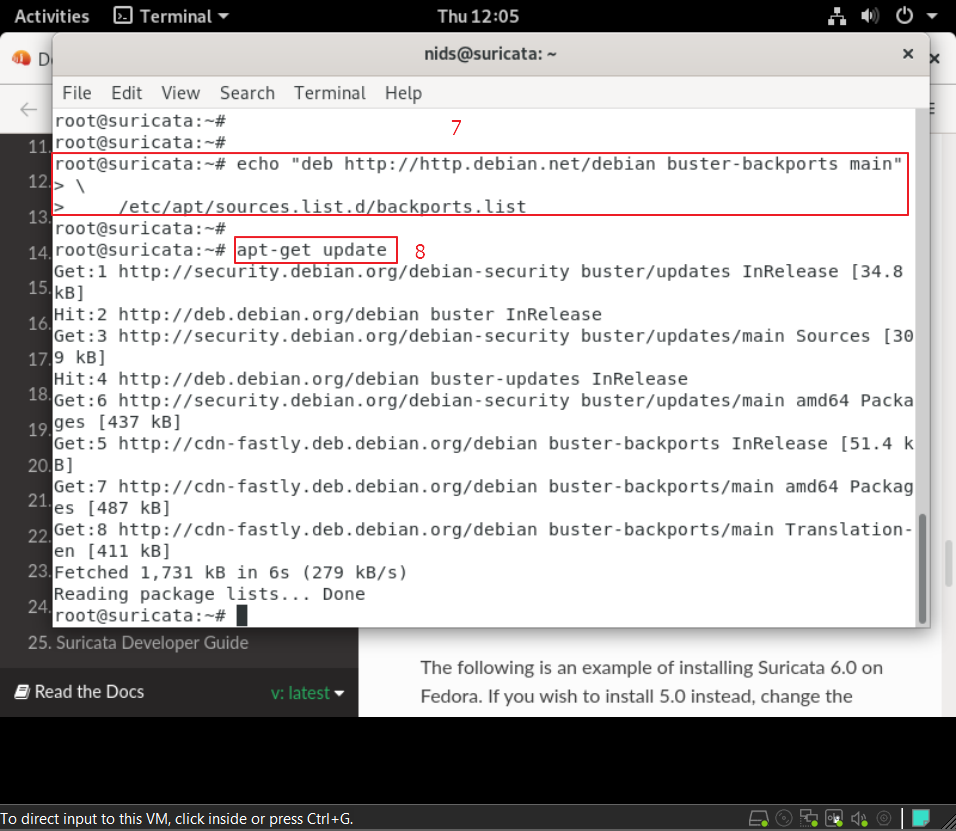 Activities Terminal Thu 12:05
nids@suricata: ~
File Edit View Search Terminal Help
root@suricata:~#
7
root@suricata:~#
root@suricata:~# echo "deb http://http.debian.net/debian buster-backports main"
> \
>      /etc/apt/sources.list.d/backports.list
root@suricata:~#
root@suricata:~# apt-get update 8
Get:1 http://security.debian.org/debian-security buster/updates InRelease [34.8
kB]
Hit:2 http://deb.debian.org/debian buster InRelease
Get:3 http://security.debian.org/debian-security buster/updates/main Sources [30
9 kB]
Hit:4 http://deb.debian.org/debian buster-updates InRelease
Get:6 http://security.debian.org/debian-security buster/updates/main amd64 Packa
ges [437 kB]
Get:5 http://cdn-fastly.deb.debian.org/debian buster-backports InRelease [51.4 k
B]
Get:7 http://cdn-fastly.deb.debian.org/debian buster-backports/main amd64 Packag
es [487 kB]
Get:8 http://cdn-fastly.deb.debian.org/debian buster-backports/main Translation-
en [411 kB]
Fetched 1,731 kB in 6s (279 kB/s)
Reading package lists... Done
root@suricata:~#
11.
12.
13.
14.
15.
16.
17.
18.
19.
20.
21.
22.
23.
24.
25. Suricata Developer Guide
Read the Docs v: latest
The following is an example of installing Suricata 6.0 on
Fedora. If you wish to install 5.0 instead, change the
To direct input to this VM, click inside or press Ctrl+G.